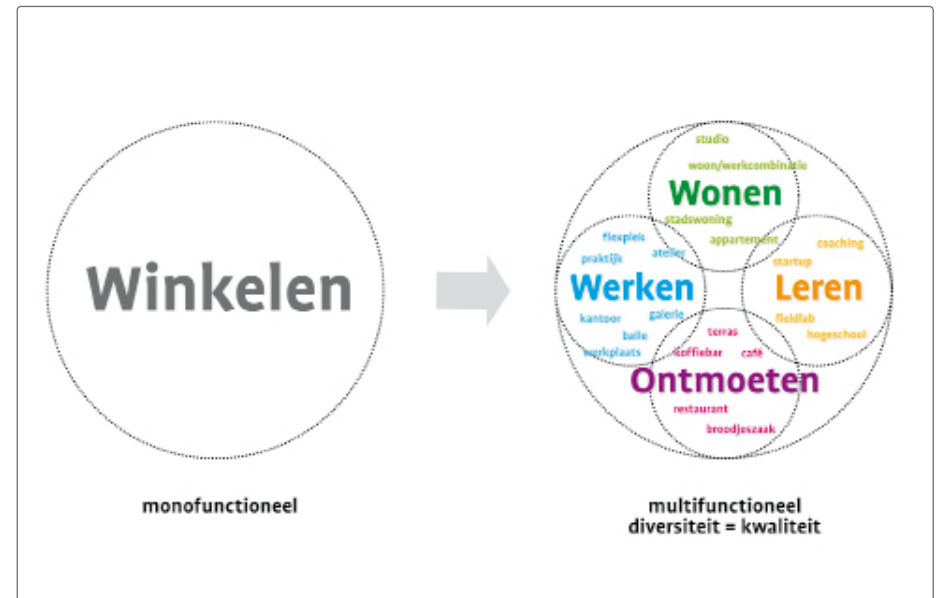 Winkelen
monofunctioneel
studio
woon/werkcombinatie
Wonen
stadswoning
appartement
flexplek
praktijk
atelier
Werken
kantoor
galerie
balie
werkplaats
coaching
startup
Leren
fieldlab
hogeschool
terras
koffiebar
café
Ontmoeten
restaurant
broodjeszaak
multifunctioneel
diversiteit = kwaliteit